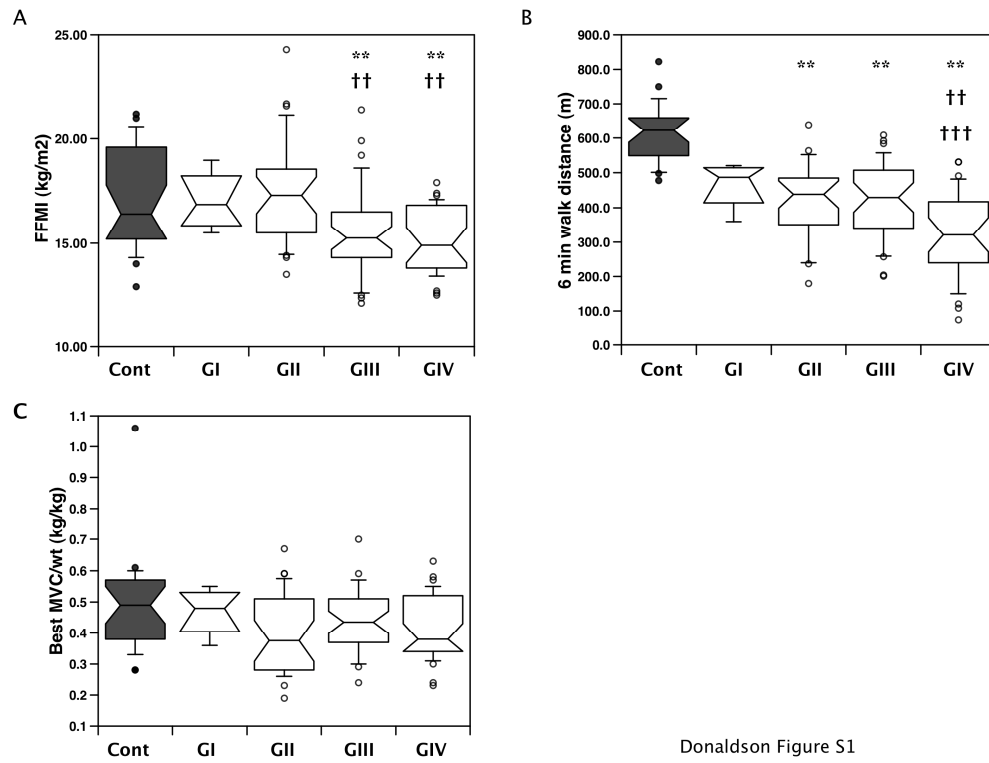 A
25.00
20.00
15.00
10.00
FFMI (kg/m2)
** **
†† ††
Cont GI GII GIII GIV
B
900.0
800.0
700.0
600.0
500.0
400.0
300.0
200.0
100.0
0.0
6 min walk distance (m)
** ** **
††
†††
Cont GI GII GIII GIV
C
1.1
1.0
0.9
0.8
0.7
0.6
0.5
0.4
0.3
0.2
0.1
Best MVC/wt (kg/kg)
Cont GI GII GIII GIV
Donaldson Figure S1